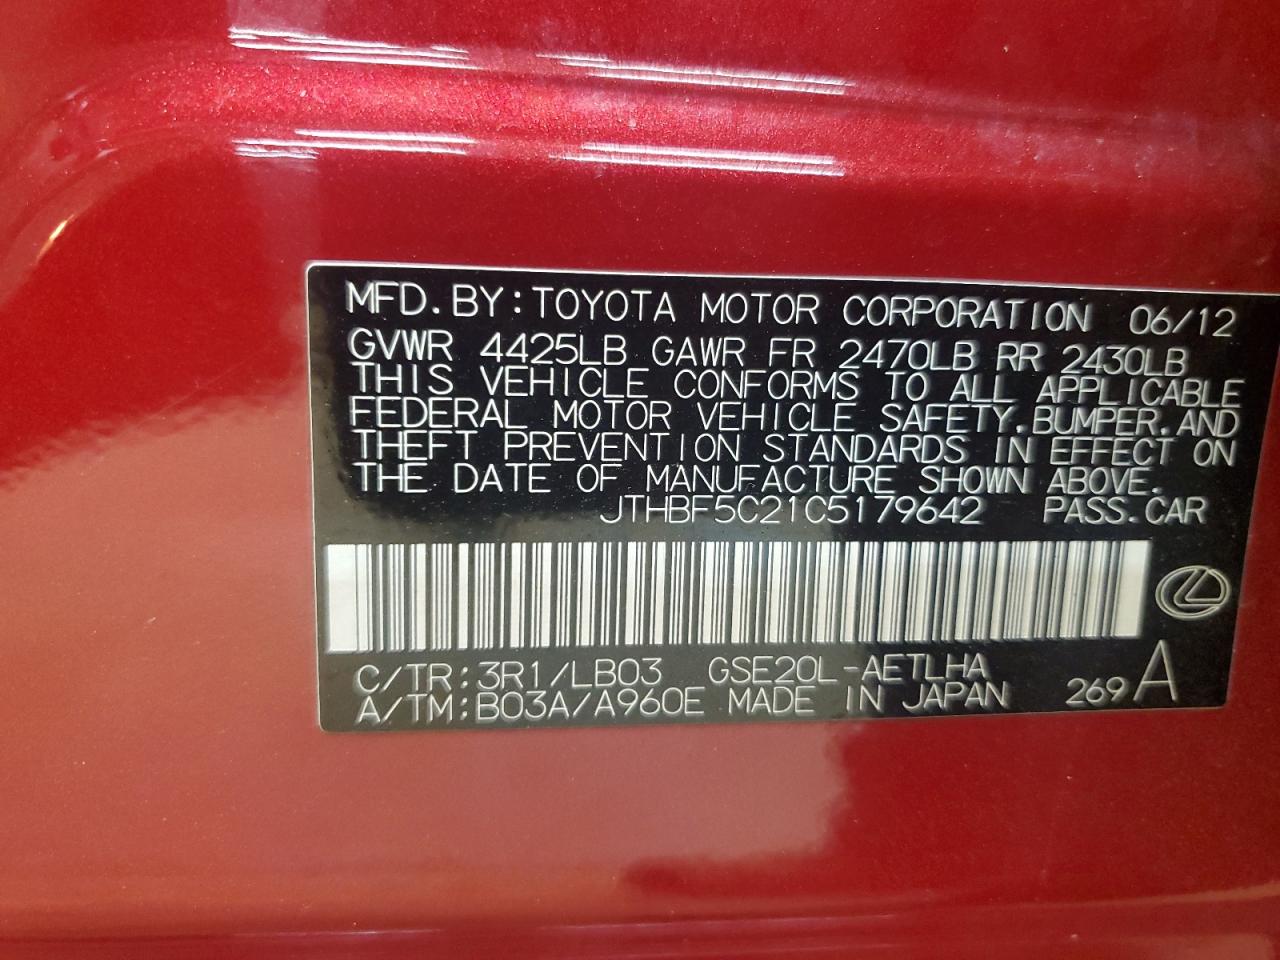 MFD. BY: TOYOTA MOTOR CORPORATION 06/12
GVWR 4425LB GAWR FR 2470LB RR 2430LB
THIS VEHICLE CONFORMS TO ALL APPLICABLE
FEDERAL MOTOR VEHICLE SAFETY, BUMPER, AND
THEFT PREVENTION STANDARDS IN EFFECT ON
THE DATE OF MANUFACTURE SHOWN ABOVE.
JTHBF5C21C5179642 PASS. CAR
C/TR: 3R1/LB03 GSE20L-AETLHA
A/TM: B03A/A960E MADE IN JAPAN 269 A